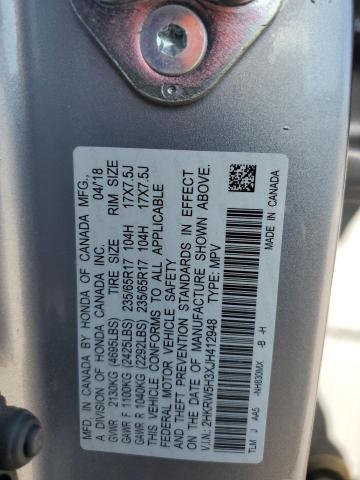 MFD. IN CANADA BY HONDA OF CANADA MFG.,
A DIVISION OF HONDA CANADA INC. 04/18
GVWR 2130KG (4695LBS) TIRE SIZE RIM SIZE
GAWR F 1100KG (2425LBS) 235/65R17 104H 17X7.5J
GAWR R 1040KG (2292LBS) 235/65R17 104H 17X7.5J
THIS VEHICLE CONFORMS TO ALL APPLICABLE
FEDERAL MOTOR VEHICLE SAFETY
AND THEFT PREVENTION STANDARDS IN EFFECT
ON THE DATE OF MANUFACTURE SHOWN ABOVE.
V.I.N.: 2HKRW5H3XJH412948 TYPE: MPV
-NH830MX -B -H MADE IN CANADA
TLM J AA5